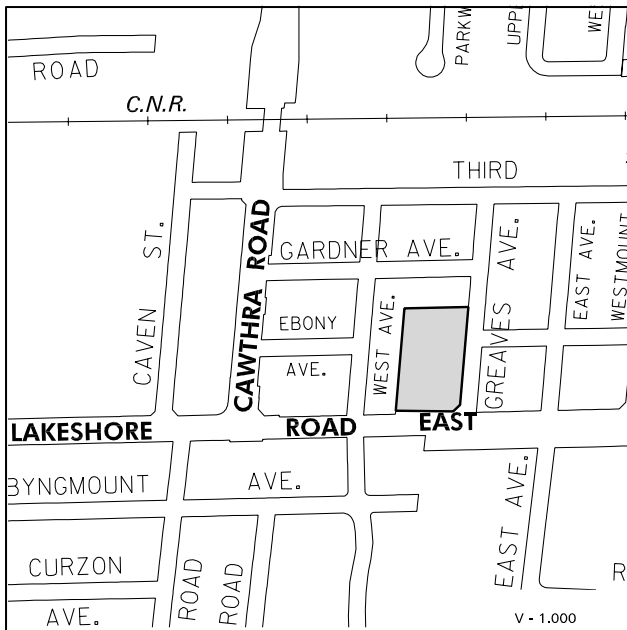 PARKW
UPPE
WE
ROAD
C.N.R.
THIRD
CAVEN ST.
CAWTHRA ROAD
GARDNER AVE.
GREAVES AVE.
EAST AVE.
WESTMOUNT
WEST AVE.
EBONY
AVE.
LAKESHORE ROAD EAST
BYNGMOUNT AVE.
EAST AVE.
CURZON
AVE.
ROAD
ROAD
R
V - 1.000